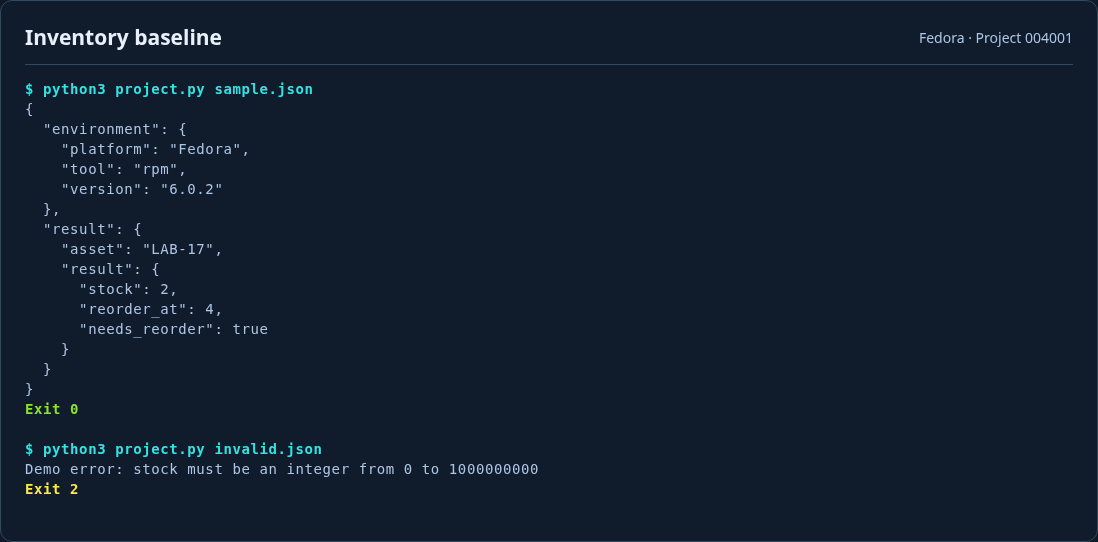 Inventory baseline
Fedora · Project 004001
$ python3 project.py sample.json
{
  "environment": {
    "platform": "Fedora",
    "tool": "rpm",
    "version": "6.0.2"
  },
  "result": {
    "asset": "LAB-17",
    "result": {
      "stock": 2,
      "reorder_at": 4,
      "needs_reorder": true
    }
  }
}
Exit 0
$ python3 project.py invalid.json
Demo error: stock must be an integer from 0 to 1000000000
Exit 2